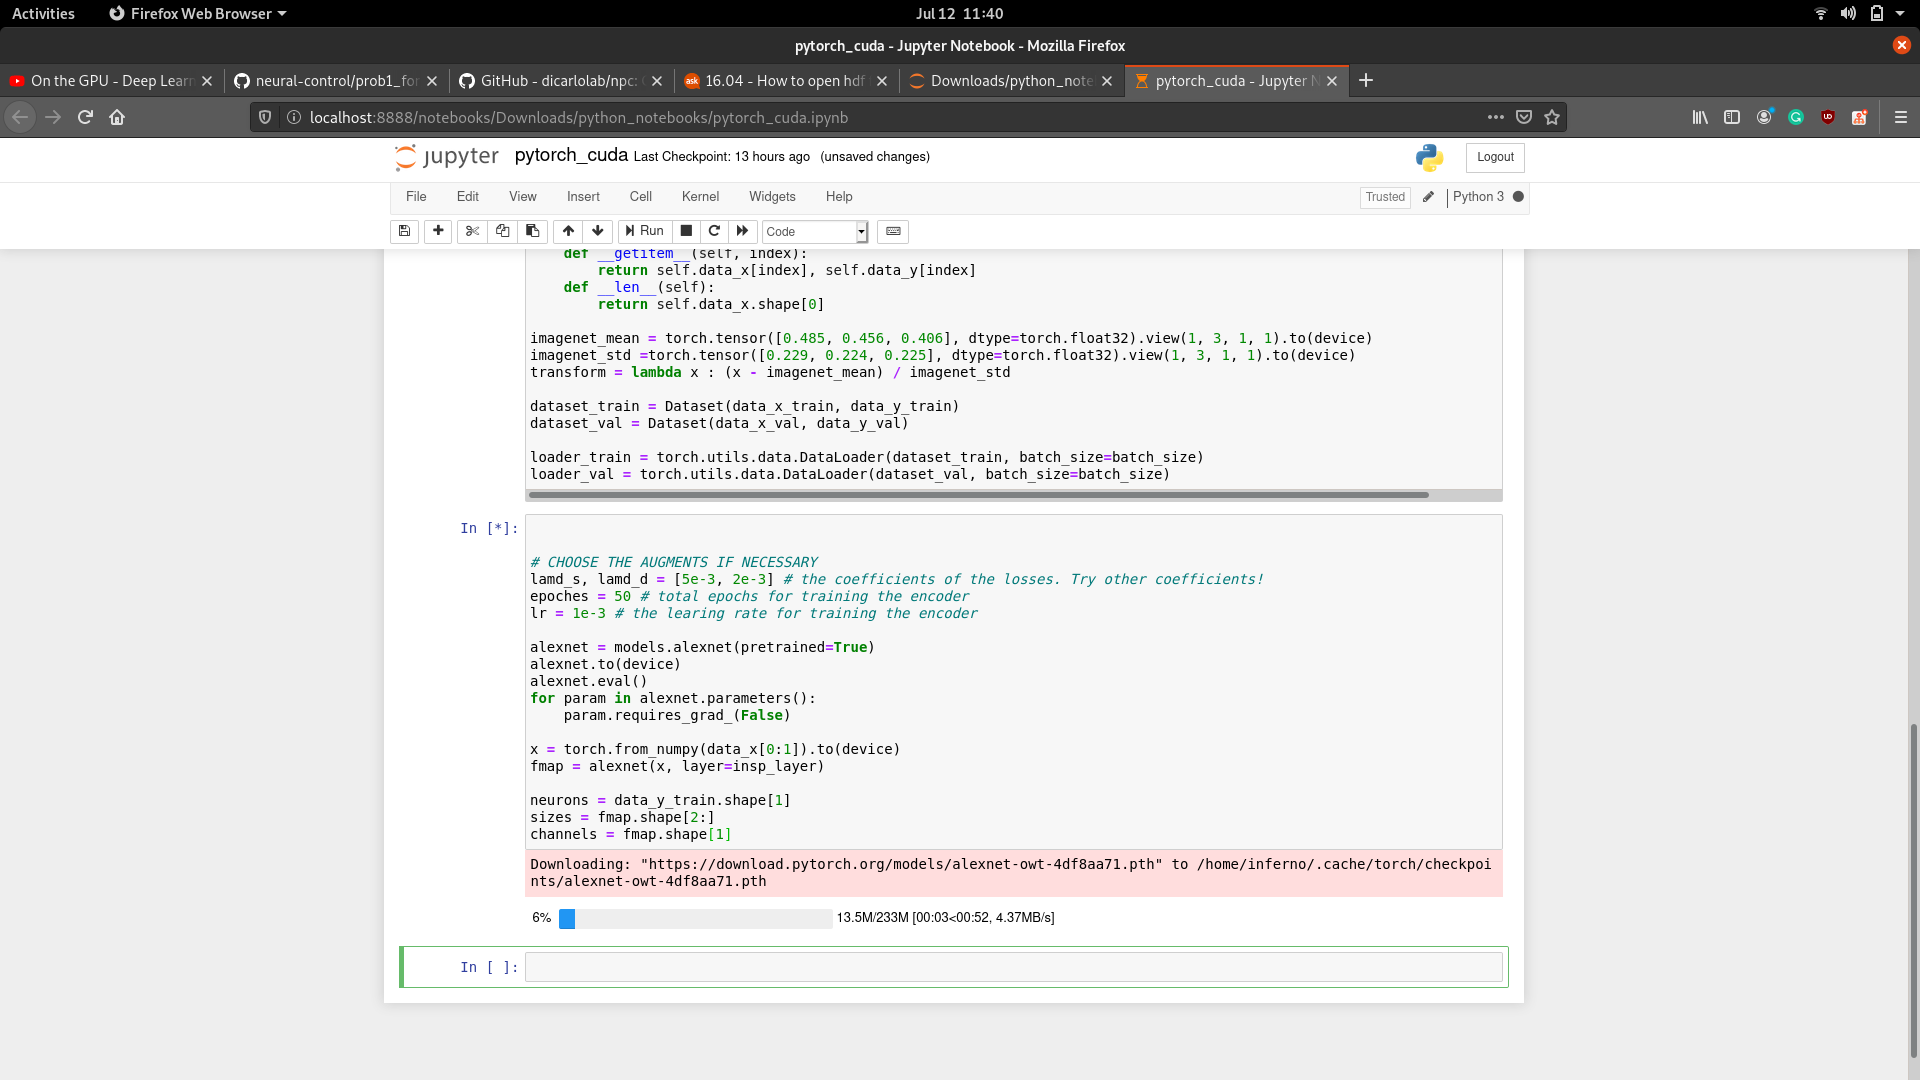 Activities Firefox Web Browser Jul 12 11:40
pytorch_cuda - Jupyter Notebook - Mozilla Firefox
On the GPU - Deep Learn neural-control/prob1_fo GitHub - dicarlolab/npc: 16.04 - How to open hdf Downloads/python_note pytorch_cuda - Jupyter N
localhost:8888/notebooks/Downloads/python_notebooks/pytorch_cuda.ipynb
jupyter pytorch_cuda Last Checkpoint: 13 hours ago (unsaved changes) Logout
File Edit View Insert Cell Kernel Widgets Help Trusted Python 3
Run Code
def __getitem__(self, index):
return self.data_x[index], self.data_y[index]
def __len__(self):
return self.data_x.shape[0]
imagenet_mean = torch.tensor([0.485, 0.456, 0.406], dtype=torch.float32).view(1, 3, 1, 1).to(device)
imagenet_std =torch.tensor([0.229, 0.224, 0.225], dtype=torch.float32).view(1, 3, 1, 1).to(device)
transform = lambda x : (x - imagenet_mean) / imagenet_std
dataset_train = Dataset(data_x_train, data_y_train)
dataset_val = Dataset(data_x_val, data_y_val)
loader_train = torch.utils.data.DataLoader(dataset_train, batch_size=batch_size)
loader_val = torch.utils.data.DataLoader(dataset_val, batch_size=batch_size)
In [*]:
# CHOOSE THE AUGMENTS IF NECESSARY
lamd_s, lamd_d = [5e-3, 2e-3] # the coefficients of the losses. Try other coefficients!
epoches = 50 # total epochs for training the encoder
lr = 1e-3 # the learing rate for training the encoder
alexnet = models.alexnet(pretrained=True)
alexnet.to(device)
alexnet.eval()
for param in alexnet.parameters():
param.requires_grad_(False)
x = torch.from_numpy(data_x[0:1]).to(device)
fmap = alexnet(x, layer=insp_layer)
neurons = data_y_train.shape[1]
sizes = fmap.shape[2:]
channels = fmap.shape[1]
Downloading: "https://download.pytorch.org/models/alexnet-owt-4df8aa71.pth" to /home/inferno/.cache/torch/checkpoi
nts/alexnet-owt-4df8aa71.pth
6% 13.5M/233M [00:03<00:52, 4.37MB/s]
In [ ]: